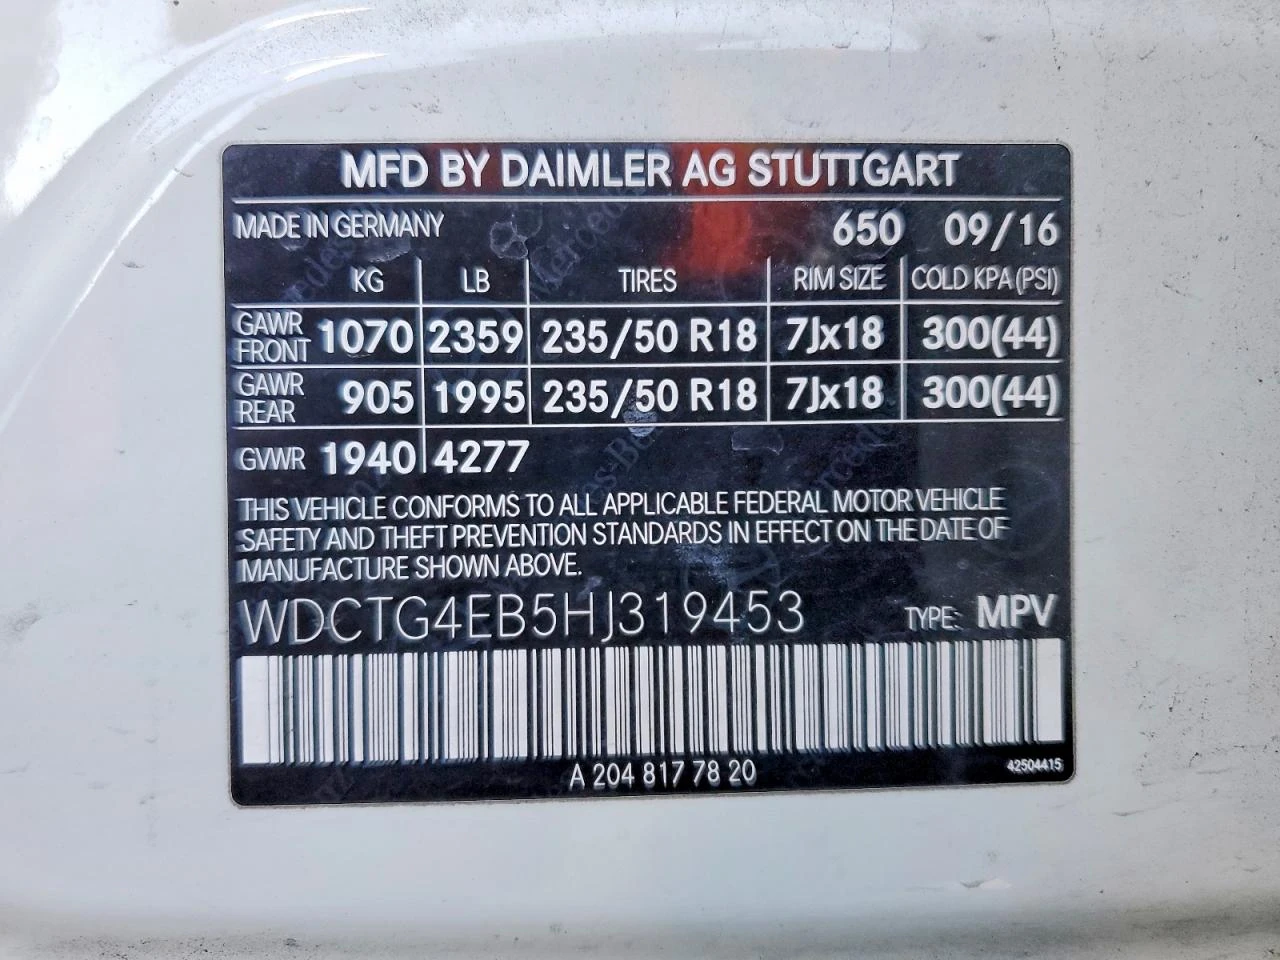 MFD BY DAIMLER AG STUTTGART
MADE IN GERMANY 650 09/16
KG LB TIRES RIM SIZE COLD KPA (PSI)
GAWR FRONT 1070 2359 235/50 R18 7Jx18 300(44)
GAWR REAR 905 1995 235/50 R18 7Jx18 300(44)
GVWR 1940 4277
THIS VEHICLE CONFORMS TO ALL APPLICABLE FEDERAL MOTOR VEHICLE
SAFETY AND THEFT PREVENTION STANDARDS IN EFFECT ON THE DATE OF
MANUFACTURE SHOWN ABOVE.
WDCTG4EB5HJ319453 TYPE: MPV
A 204 817 78 20 42504415